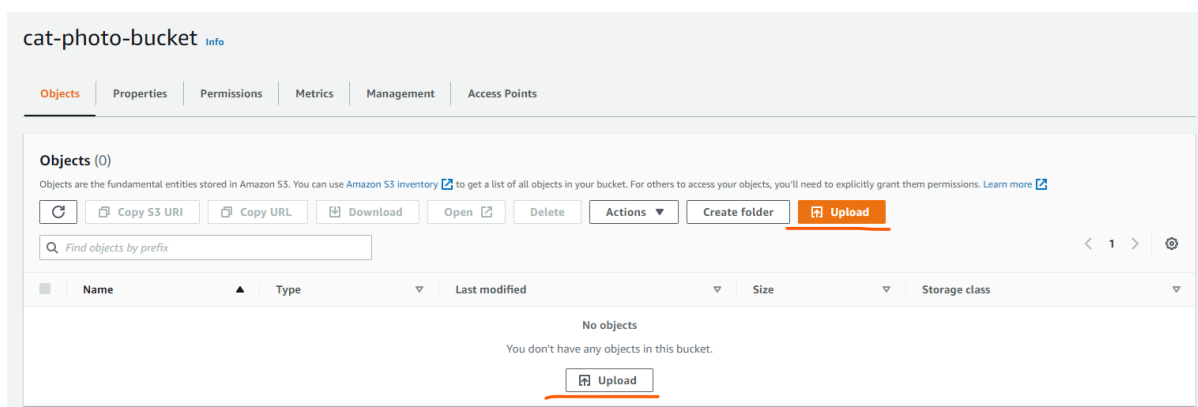 cat-photo-bucket Info
Objects Properties Permissions Metrics Management Access Points
Objects (0)
Objects are the fundamental entities stored in Amazon S3. You can use Amazon S3 inventory to get a list of all objects in your bucket. For others to access your objects, you'll need to explicitly grant them permissions. Learn more
Copy S3 URI Copy URL Download Open Delete Actions Create folder Upload
Find objects by prefix
1
Name Type Last modified Size Storage class
No objects
You don't have any objects in this bucket.
Upload